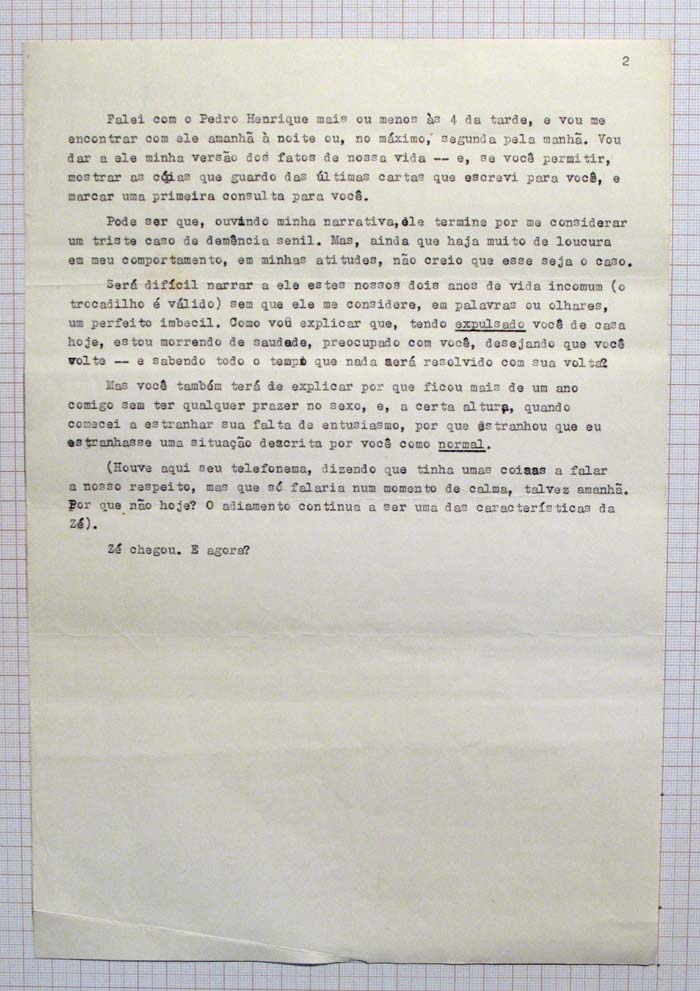 2
Falei com o Pedro Henrique mais ou menos às 4 da tarde, e vou me
encontrar com ele amanhã à noite ou, no máximo, segunda pela manhã. Vou
dar a ele minha versão dos fatos de nossa vida -- e, se você permitir,
mostrar as cóias que guardo das últimas cartas que escrevi para você, e
marcar uma primeira consulta para você.
Pode ser que, ouvindo minha narrativa, ele termine por me considerar
um triste caso de demência senil. Mas, ainda que haja muito de loucura
em meu comportamento, em minhas atitudes, não creio que esse seja o caso.
Será difícil narrar a ele estes nossos dois anos de vida incomum (o
trocadilho é válido) sem que ele me considere, em palavras ou olhares,
um perfeito imbecil. Como vou explicar que, tendo expulsado você de casa
hoje, estou morrendo de saudade, preocupado com você, desejando que você
volte -- e sabendo todo o tempo que nada será resolvido com sua volta?
Mas você também terá de explicar por que ficou mais de um ano
comigo sem ter qualquer prazer no sexo, e, a certa altura, quando
comecei a estranhar sua falta de entusiasmo, por que estranhou que eu
estranhasse uma situação descrita por você como normal.
(Houve aqui seu telefonema, dizendo que tinha umas coisas a falar
a nosso respeito, mas que só falaria num momento de calma, talvez amanhã.
Por que não hoje? O adiamento continua a ser uma das características da
Zé).
Zé chegou. E agora?